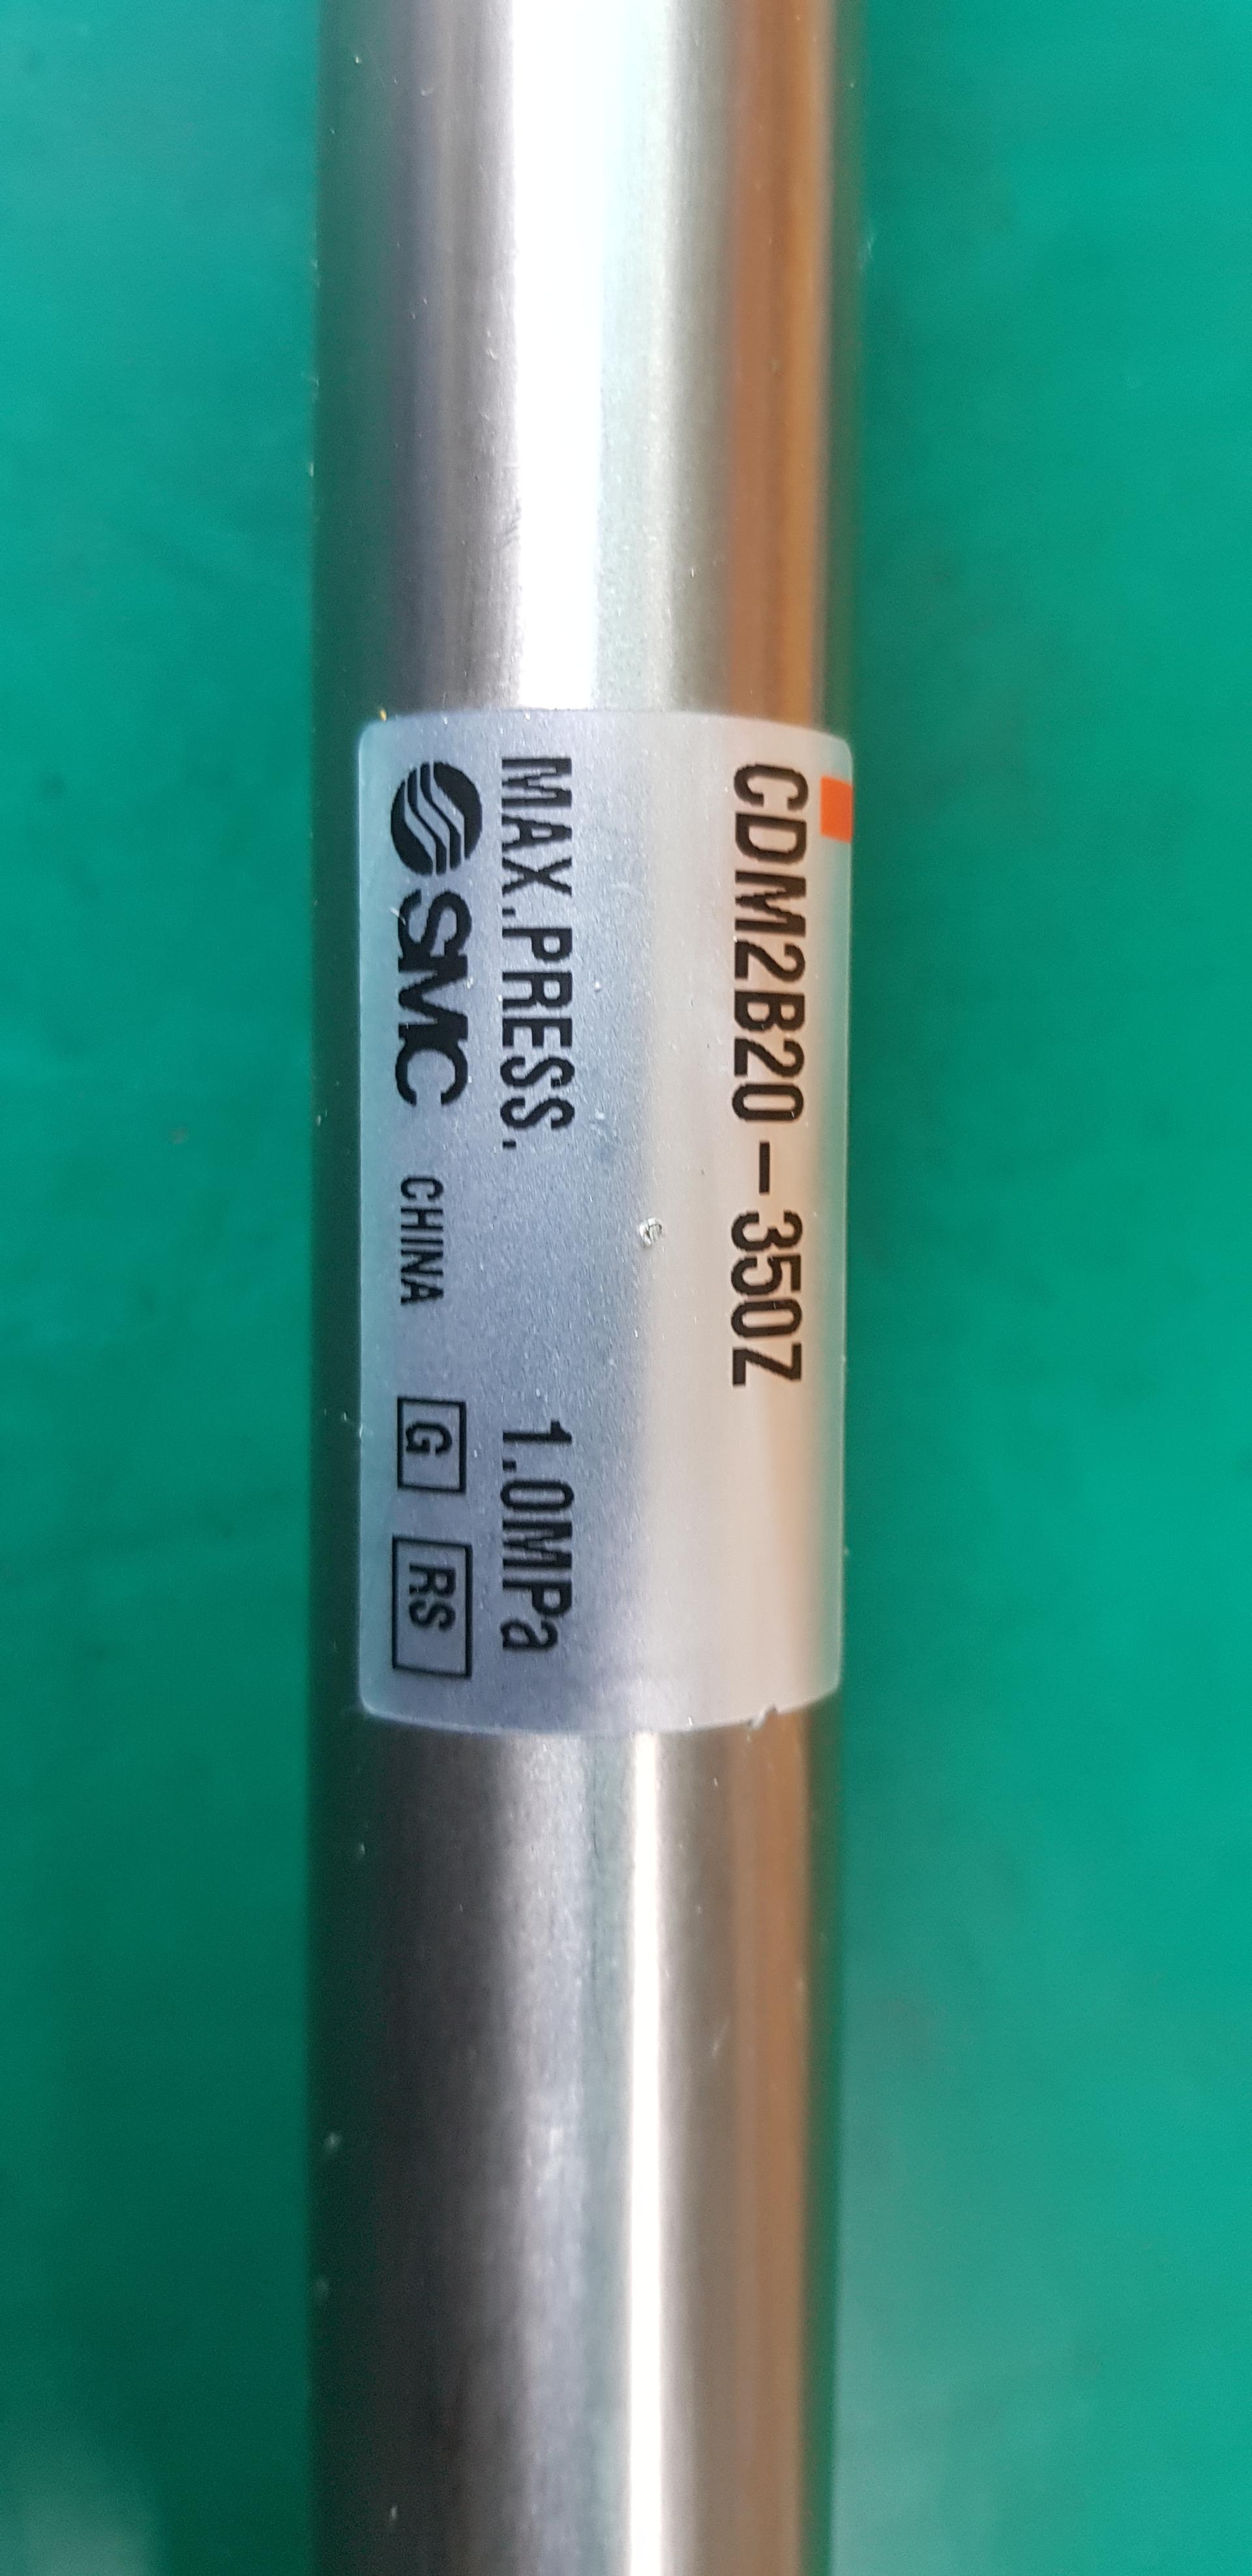 CDM2B20-350Z
MAX.PRESS. 1.0MPa
SMC CHINA G RS